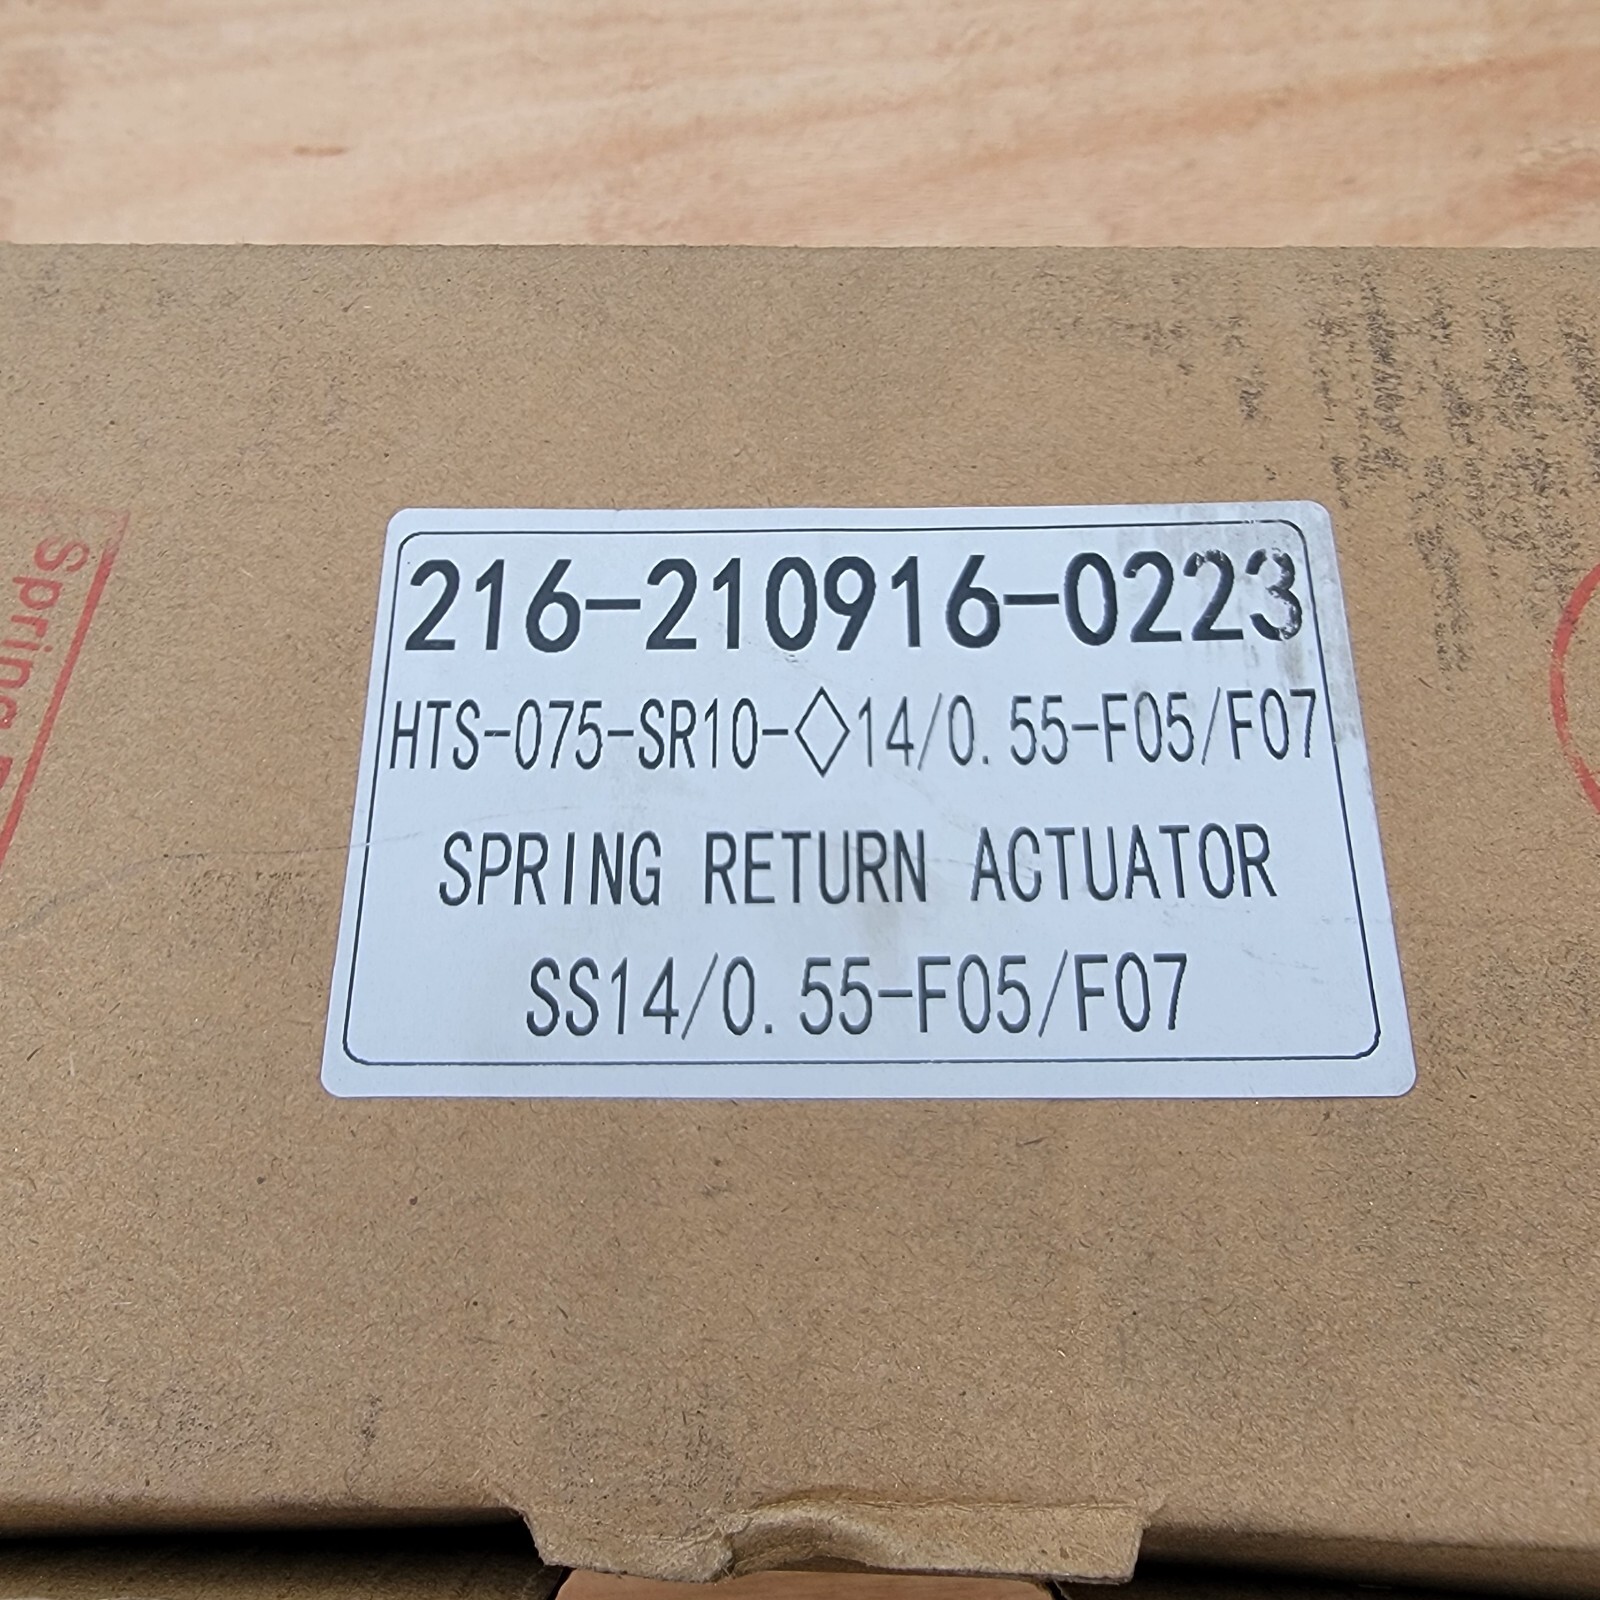 216-210916-0223
HTS-075-SR10-◇14/0.55-F05/F07
SPRING RETURN ACTUATOR
SS14/0.55-F05/F07
Spring